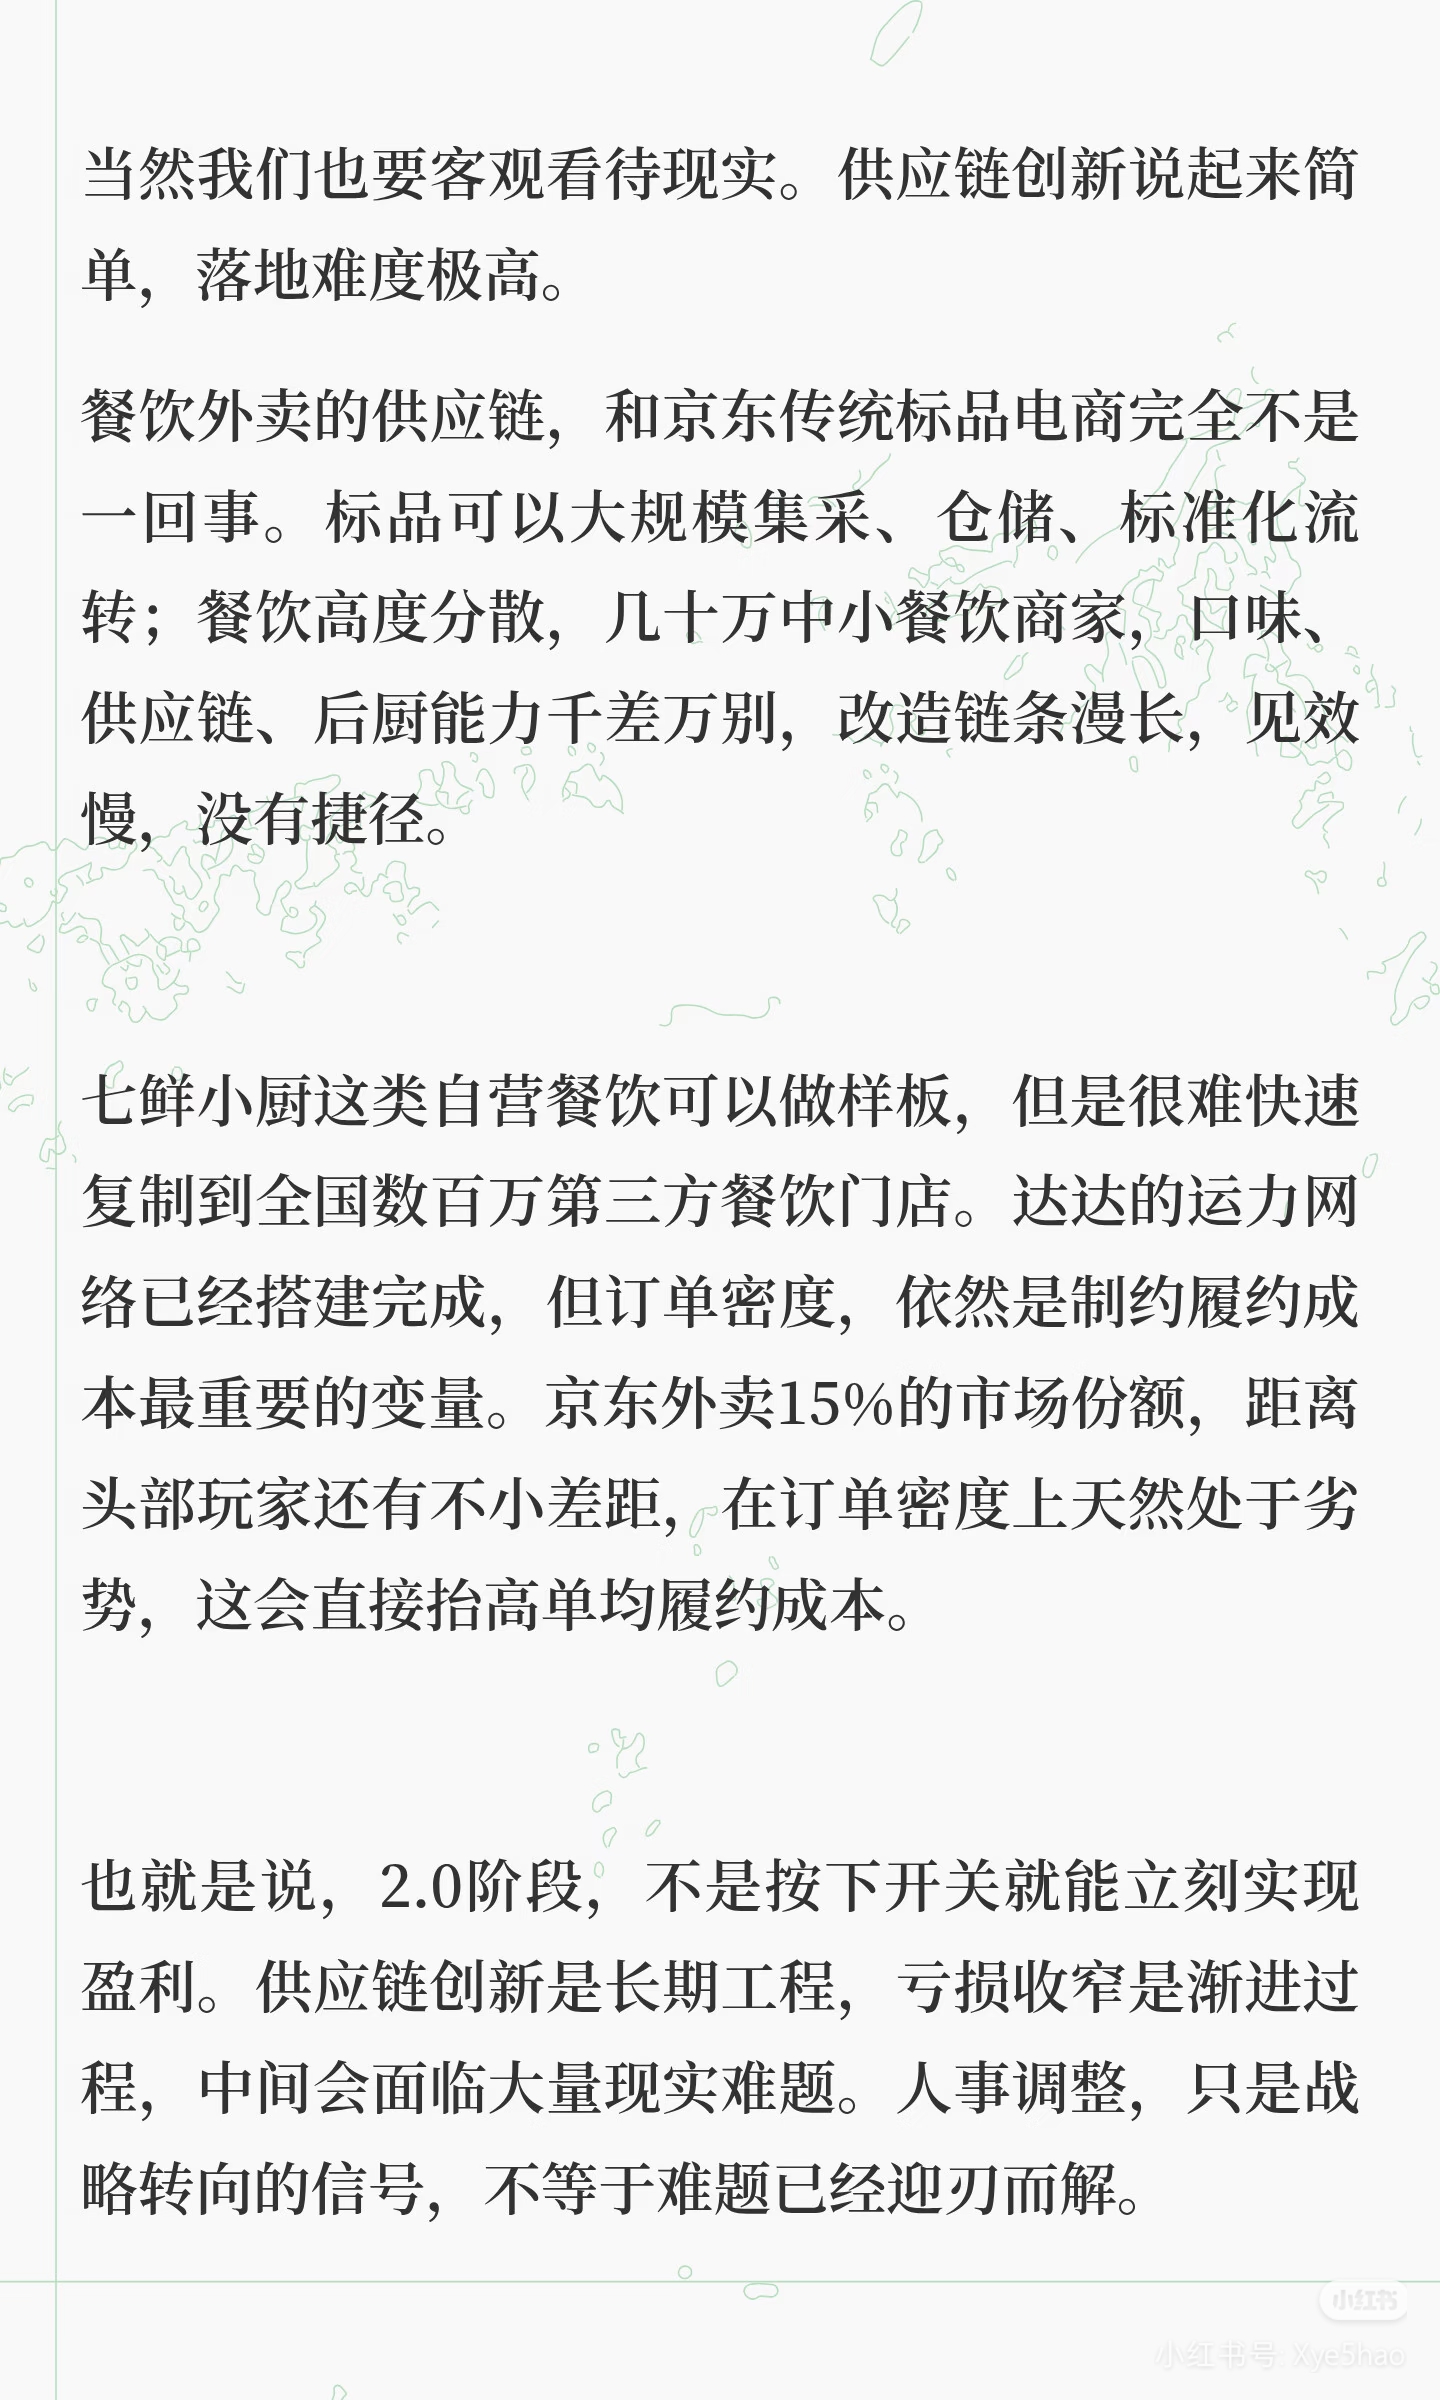 当然我们也要客观看待现实。供应链创新说起来简
单，落地难度极高。
餐饮外卖的供应链，和京东传统标品电商完全不是
一回事。标品可以大规模集采、仓储、标准化流
转；餐饮高度分散，几十万中小餐饮商家，口味、
供应链、后厨能力千差万别，改造链条漫长，见效
慢，没有捷径。
七鲜小厨这类自营餐饮可以做样板，但是很难快速
复制到全国数百万第三方餐饮门店。达达的运力网
络已经搭建完成，但订单密度，依然是制约履约成
本最重要的变量。京东外卖15%的市场份额，距离
头部玩家还有不小差距，在订单密度上天然处于劣
势，这会直接抬高单均履约成本。
也就是说，2.0阶段，不是按下开关就能立刻实现
盈利。供应链创新是长期工程，亏损收窄是渐进过
程，中间会面临大量现实难题。人事调整，只是战
略转向的信号，不等于难题已经迎刃而解。
小红书
小红书号: Xye5hao